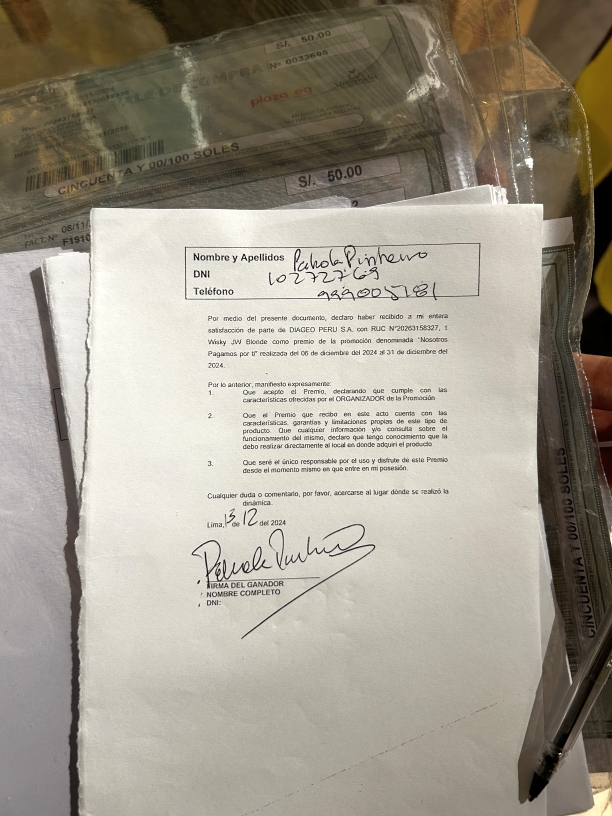 S/. 50.00
VALE DE COMPRA
N° 0033695
plaza
CINCUENTA Y 00/100 SOLES
S/. 50.00
08/11/
FACT. N°
F1910
Nombre y Apellidos Pahola Pinheiro
DNI 10272769
Teléfono 999005781
Por medio del presente documento, declaro haber recibido a mi entera
satisfacción de parte de DIAGEO PERU S.A. con RUC N°20263158327, 1
Wisky JW Blonde como premio de la promoción denominada "Nosotros
Pagamos por ti" realizada del 06 de diciembre del 2024 al 31 de diciembre del
2024.
Por lo anterior, manifiesto expresamente:
1. Que acepto el Premio, declarando que cumple con las
características ofrecidas por el ORGANIZADOR de la Promoción
2. Que el Premio que recibo en este acto cuenta con las
características, garantías y limitaciones propias de este tipo de
producto. Que cualquier información y/o consulta sobre el
funcionamiento del mismo, declaro que tengo conocimiento que la
debo realizar directamente al local en donde adquirí el producto
3. Que seré el único responsable por el uso y disfrute de este Premio
desde el momento mismo en que entre en mi posesión.
Cualquier duda o comentario, por favor, acercarse al lugar dónde se realizó la
dinámica.
Lima, 13 de 12 del 2024
Pahola Pinheiro
FIRMA DEL GANADOR
NOMBRE COMPLETO
DNI:
CINCUENTA Y 00/100 SOLES